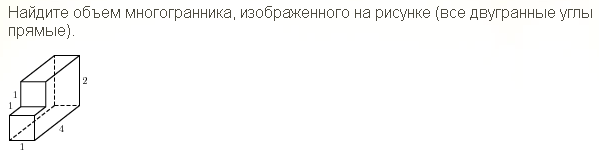 Найдите объем многогранника, изображенного на рисунке (все двугранные углы
прямые).
2
1
1
4
1